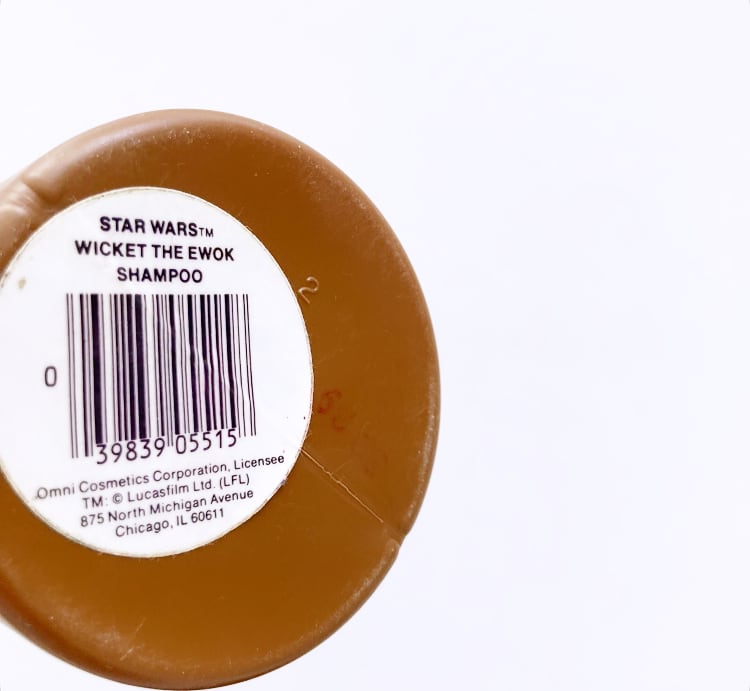 STAR WARS™
WICKET THE EWOK
SHAMPOO
0 39839 05515
Omni Cosmetics Corporation, Licensee
TM: © Lucasfilm Ltd. (LFL)
875 North Michigan Avenue
Chicago, IL 60611
2